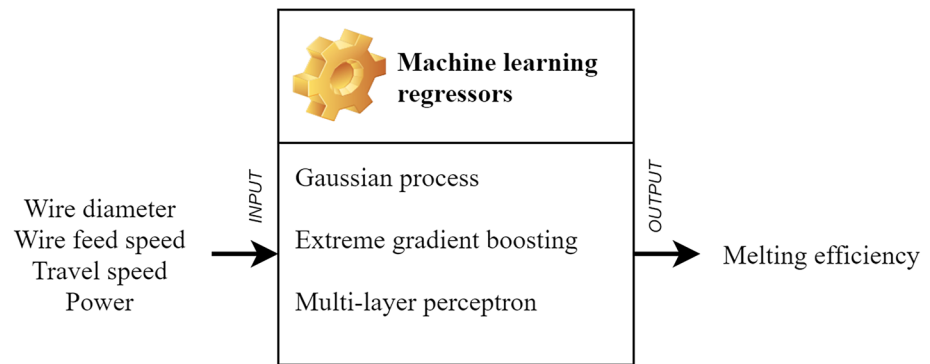 Machine learning
regressors
Wire diameter
Wire feed speed
Travel speed
Power
INPUT
Gaussian process
Extreme gradient boosting
Multi-layer perceptron
OUTPUT
Melting efficiency